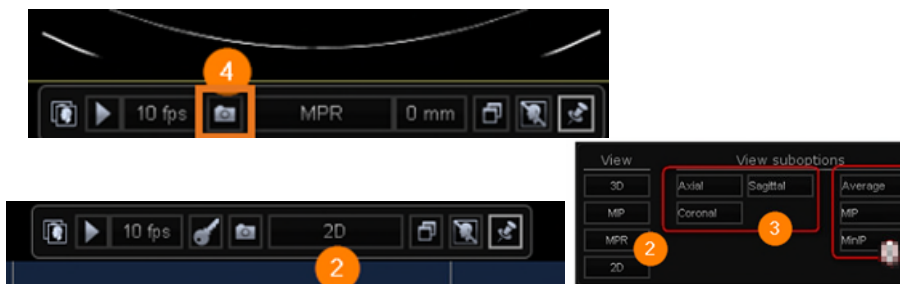 4
10 fps MPR 0 mm
View View suboptions
3D Axial Sagittal Average
MIP Coronal MIP
3
MPR 2 MinIP
2D
10 fps 2D
2